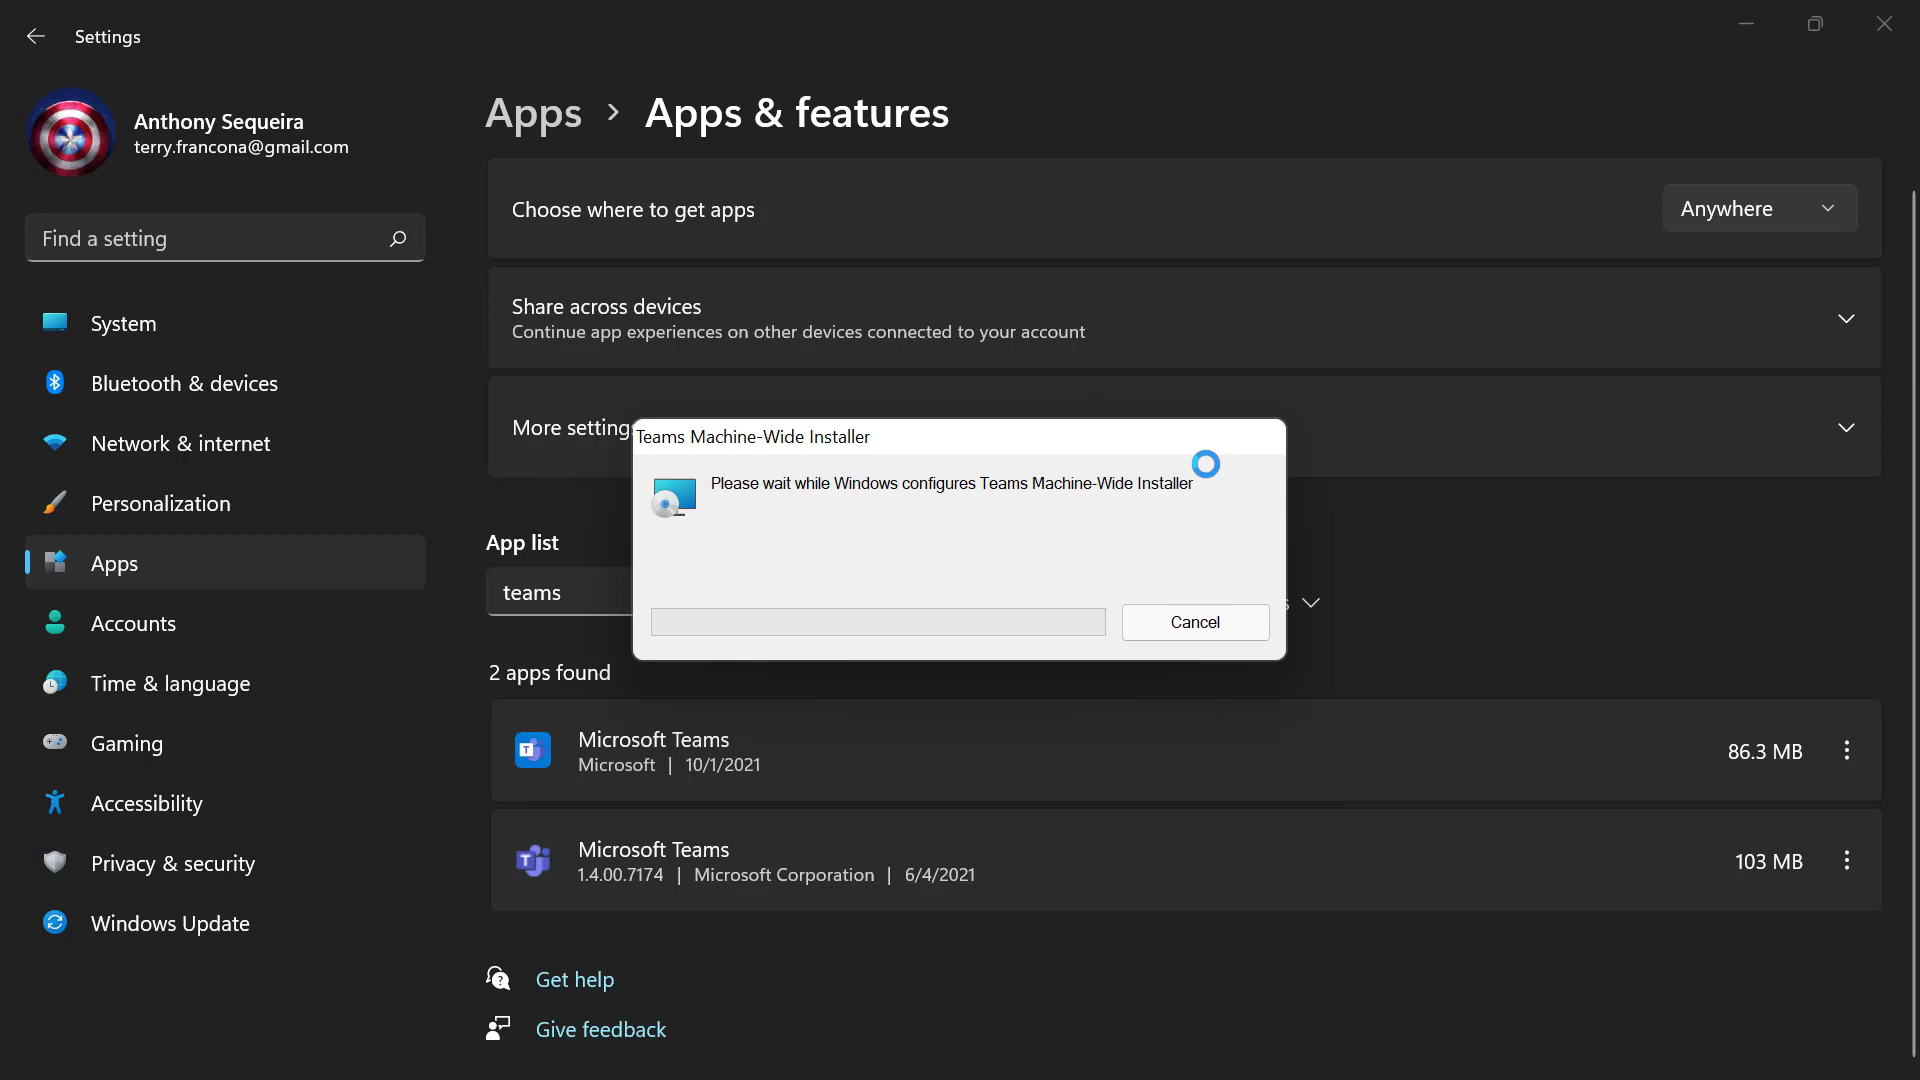 Settings
Anthony Sequeira
terry.francona@gmail.com
Find a setting
System
Bluetooth & devices
Network & internet
Personalization
Apps
Accounts
Time & language
Gaming
Accessibility
Privacy & security
Windows Update
Apps > Apps & features
Choose where to get apps
Anywhere
Share across devices
Continue app experiences on other devices connected to your account
More setting
Teams Machine-Wide Installer
Please wait while Windows configures Teams Machine-Wide Installer
Cancel
App list
teams
2 apps found
Microsoft Teams
Microsoft | 10/1/2021
86.3 MB
Microsoft Teams
1.4.00.7174 | Microsoft Corporation | 6/4/2021
103 MB
Get help
Give feedback